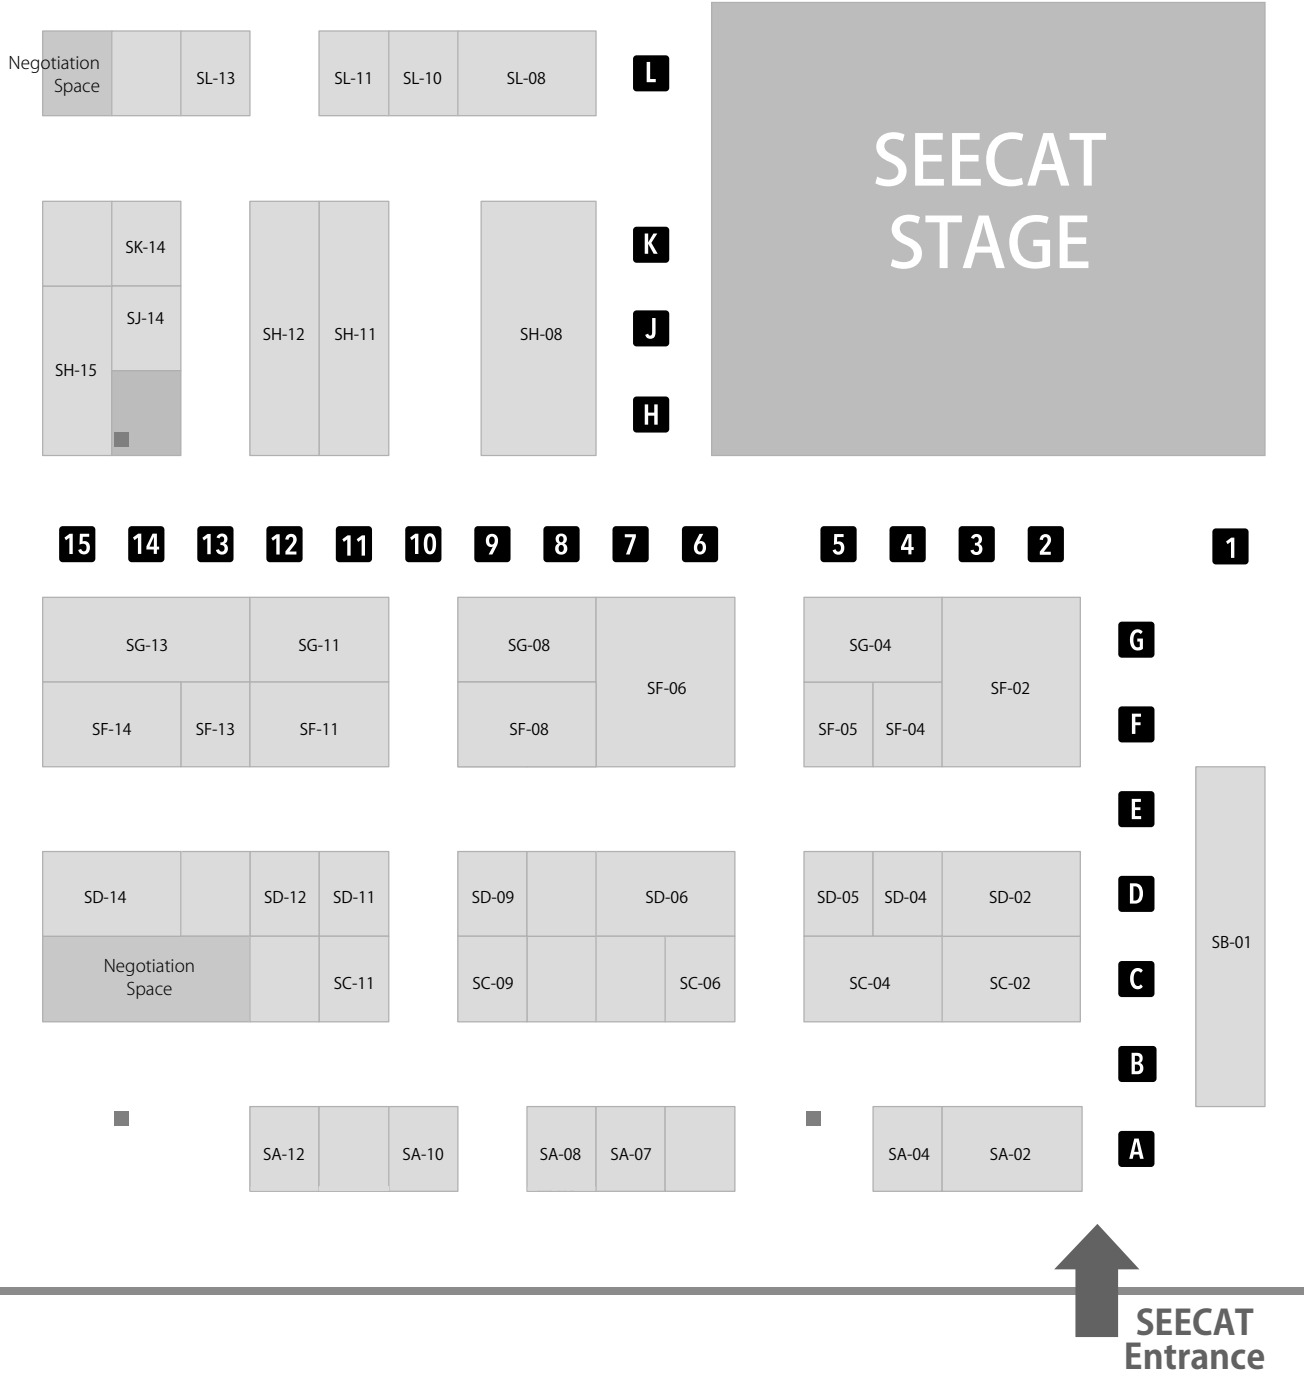 Negotiation
Space
SL-13
SL-11
SL-10
SL-08
L
SEECAT
STAGE
SK-14
K
SJ-14
SH-15
SH-12
SH-11
SH-08
J
H
15
14
13
12
11
10
9
8
7
6
5
4
3
2
1
SG-13
SG-11
SG-08
SF-06
SG-04
SF-02
G
SF-14
SF-13
SF-11
SF-08
SF-05
SF-04
F
E
SD-14
SD-12
SD-11
SD-09
SD-06
SD-05
SD-04
SD-02
D
SB-01
Negotiation
Space
SC-11
SC-09
SC-06
SC-04
SC-02
C
B
SA-12
SA-10
SA-08
SA-07
SA-04
SA-02
A
SEECAT
Entrance